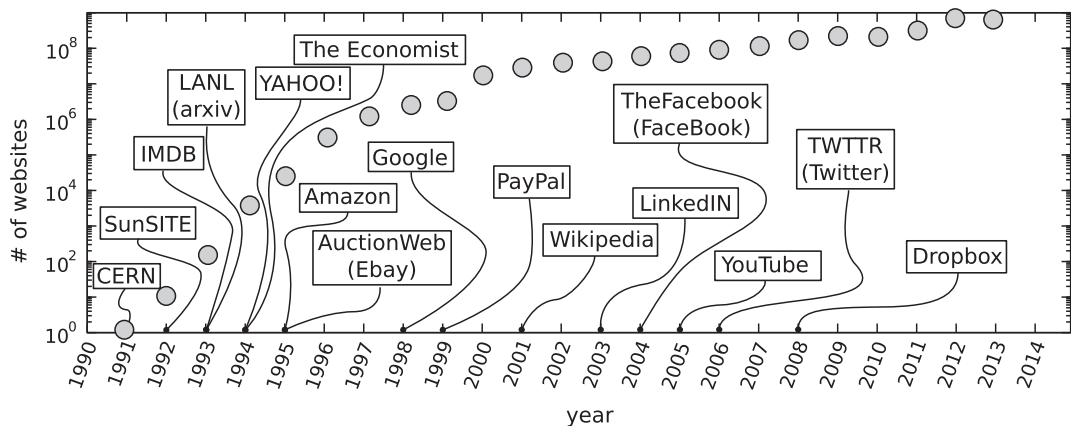 The Economist
LANL
(arxiv)
YAHOO!
TheFacebook
(FaceBook)
IMDB
Google
TWTTR
(Twitter)
PayPal
Amazon
LinkedIN
SunSITE
AuctionWeb
(Ebay)
Wikipedia
Dropbox
YouTube
CERN
# of websites
10^8
10^6
10^4
10^2
10^0
1990 1991 1992 1993 1994 1995 1996 1997 1998 1999 2000 2001 2002 2003 2004 2005 2006 2007 2008 2009 2010 2011 2012 2013 2014
year